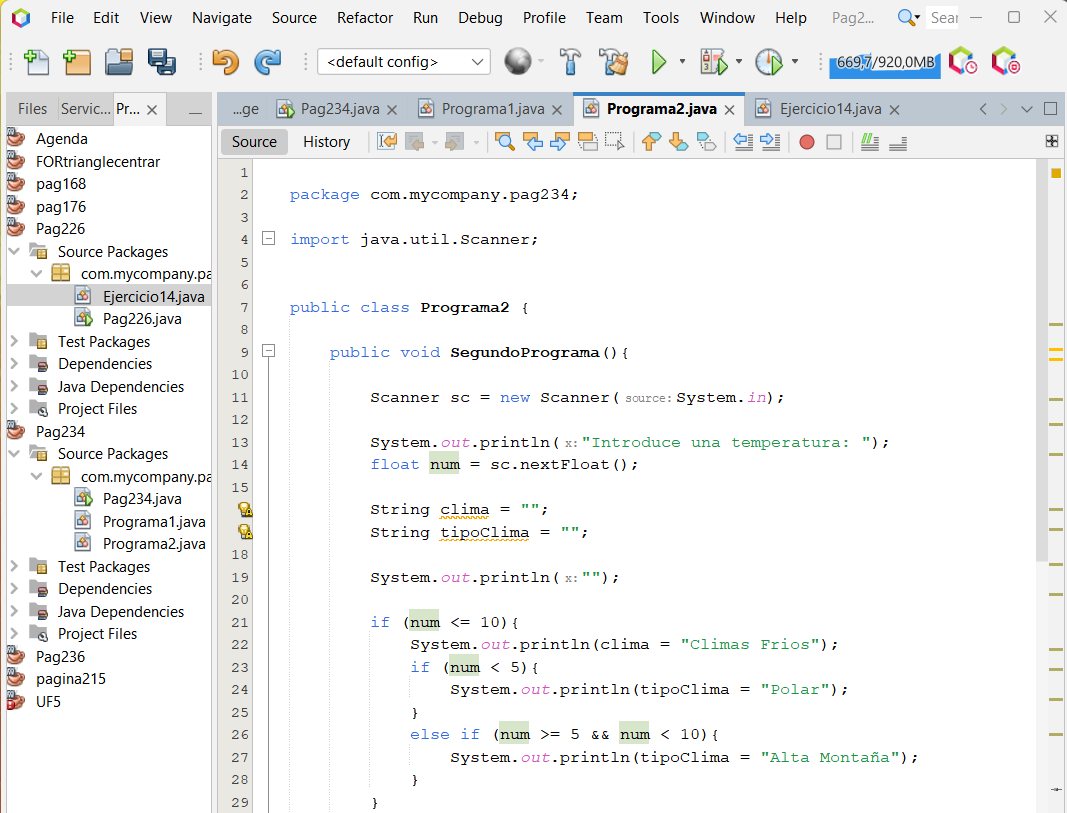 File Edit View Navigate Source Refactor Run Debug Profile Team Tools Window Help Pag2... Sear
<default config> 669,7/920,0MB
Files Servic... Pr... ...ge Pag234.java Programa1.java Programa2.java Ejercicio14.java
Source History
Agenda
FORtrianglecentrar
pag168
pag176
Pag226
Source Packages
com.mycompany.pa
Ejercicio14.java
Pag226.java
Test Packages
Dependencies
Java Dependencies
Project Files
Pag234
Source Packages
com.mycompany.pa
Pag234.java
Programa1.java
Programa2.java
Test Packages
Dependencies
Java Dependencies
Project Files
Pag236
pagina215
UF5
1
2 package com.mycompany.pag234;
3
4 import java.util.Scanner;
5
6
7 public class Programa2 {
8
9 public void SegundoPrograma(){
10
11 Scanner sc = new Scanner(source:System.in);
12
13 System.out.println(x:"Introduce una temperatura: ");
14 float num = sc.nextFloat();
15
String clima = "";
String tipoClima = "";
18
19 System.out.println(x:"");
20
21 if (num <= 10){
22 System.out.println(clima = "Climas Frios");
23 if (num < 5){
24 System.out.println(tipoClima = "Polar");
25 }
26 else if (num >= 5 && num < 10){
27 System.out.println(tipoClima = "Alta Montaña");
28 }
29 }